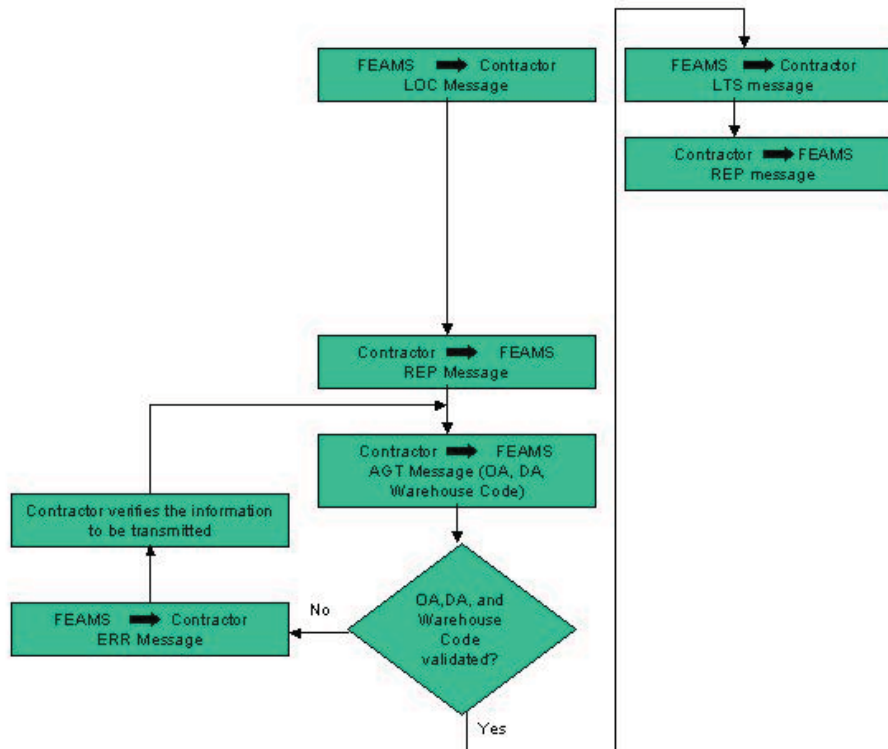 FEAMS Contractor
LOC Message
Contractor FEAMS
REP Message
Contractor FEAMS
AGT Message (OA, DA,
Warehouse Code)
OA,DA, and
Warehouse
Code
validated?
No
FEAMS Contractor
ERR Message
Contractor verifies the information
to be transmitted
Yes
FEAMS Contractor
LTS message
Contractor FEAMS
REP message